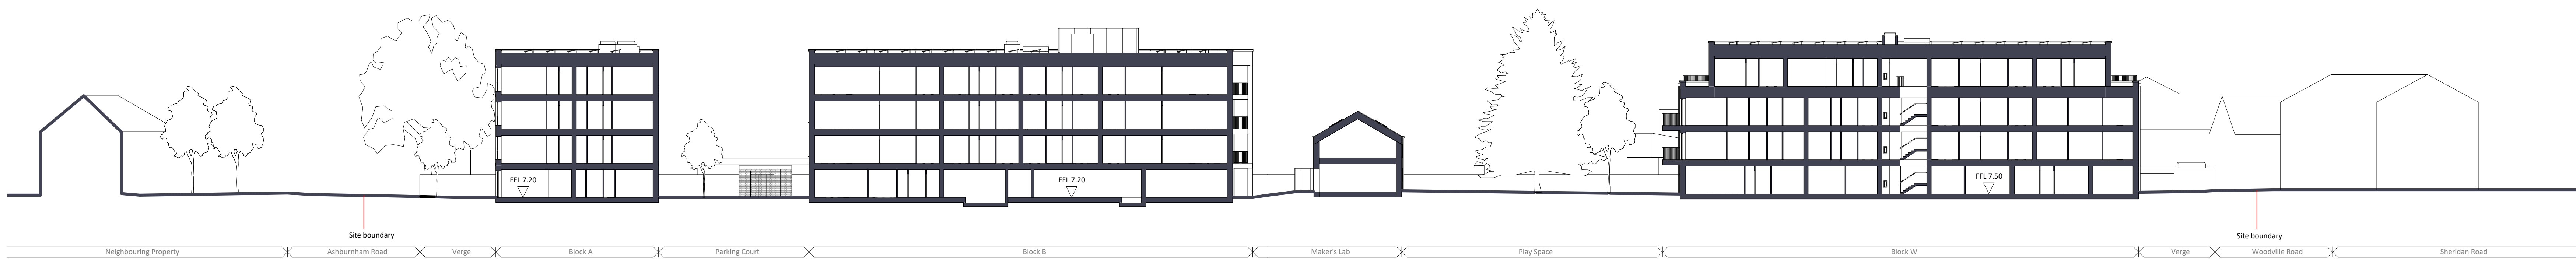 FFL 7.20
FFL 7.20
FFL 7.50
Site boundary
Site boundary
Neighbouring Property
Ashburnham Road
Verge
Block A
Parking Court
Block B
Maker's Lab
Play Space
Block W
Verge
Woodville Road
Sheridan Road